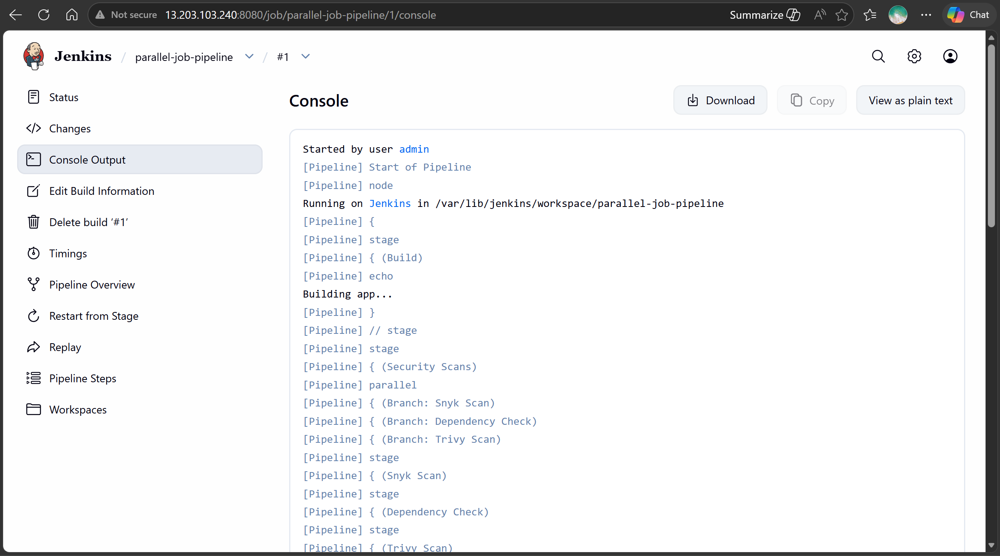 Not secure 13.203.103.240:8080/job/parallel-job-pipeline/1/console Summarize Chat
Jenkins / parallel-job-pipeline / #1
Status
Changes
Console Output
Edit Build Information
Delete build ‘#1’
Timings
Pipeline Overview
Restart from Stage
Replay
Pipeline Steps
Workspaces
Console
Download
Copy
View as plain text
Started by user admin
[Pipeline] Start of Pipeline
[Pipeline] node
Running on Jenkins in /var/lib/jenkins/workspace/parallel-job-pipeline
[Pipeline] {
[Pipeline] stage
[Pipeline] { (Build)
[Pipeline] echo
Building app...
[Pipeline] }
[Pipeline] // stage
[Pipeline] stage
[Pipeline] { (Security Scans)
[Pipeline] parallel
[Pipeline] { (Branch: Snyk Scan)
[Pipeline] { (Branch: Dependency Check)
[Pipeline] { (Branch: Trivy Scan)
[Pipeline] stage
[Pipeline] { (Snyk Scan)
[Pipeline] stage
[Pipeline] { (Dependency Check)
[Pipeline] stage
[Pipeline] { (Trivy Scan)